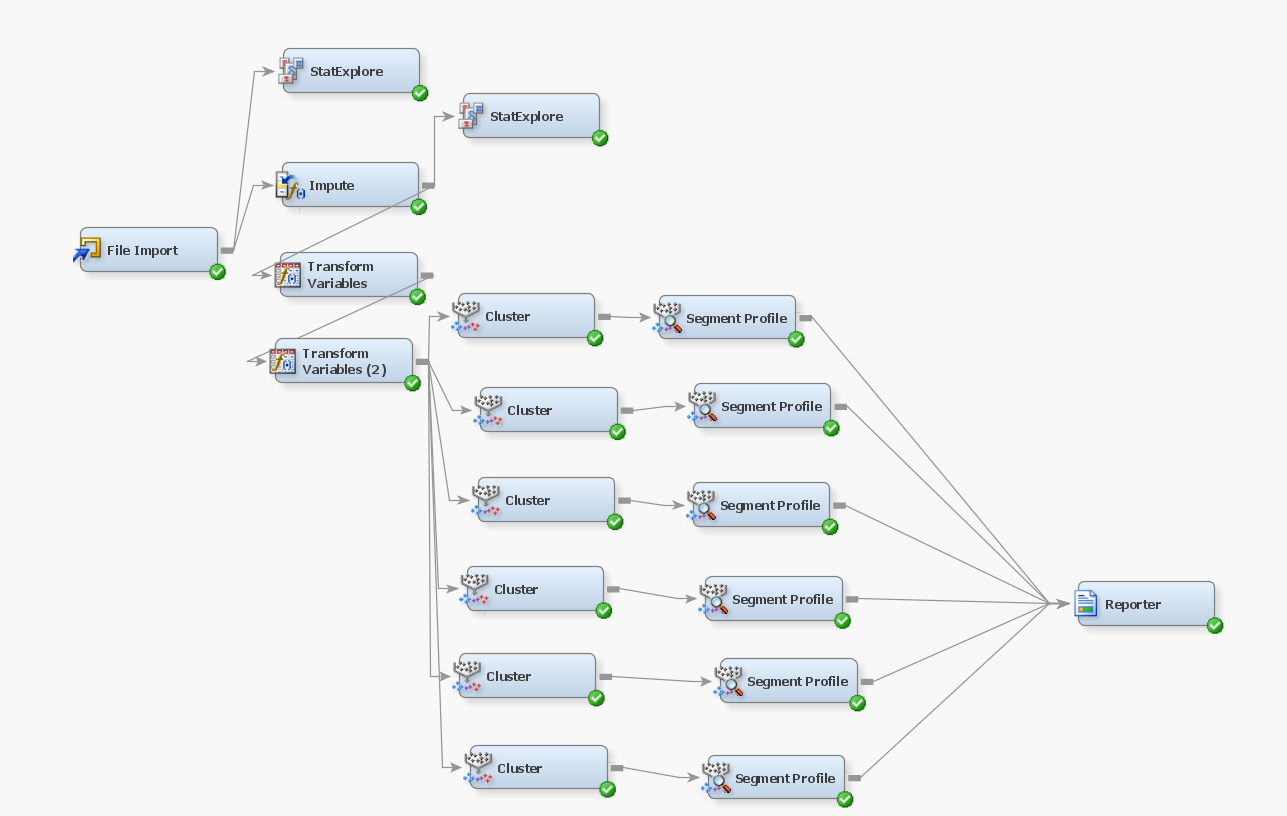 StatExplore
StatExplore
Impute
File Import
Transform
Variables
Cluster
Segment Profile
Transform
Variables (2)
Cluster
Segment Profile
Cluster
Segment Profile
Cluster
Segment Profile
Reporter
Cluster
Segment Profile
Cluster
Segment Profile